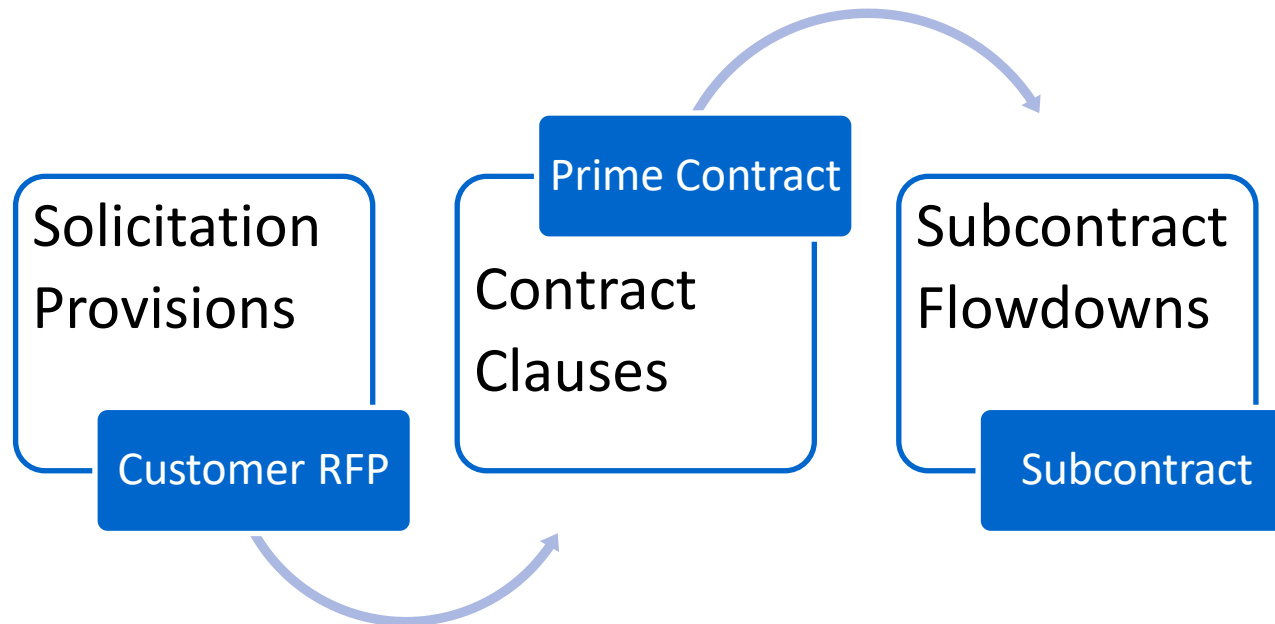 Solicitation
Provisions
Customer RFP
Prime Contract
Contract
Clauses
Subcontract
Flowdowns
Subcontract